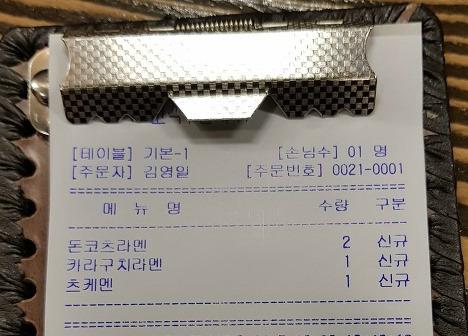 [테이블] 기본-1 [손님수] 01 명
[주문자] 김영일 [주문번호] 0021-0001
메 뉴 명 수량 구분
돈코츠라멘 2 신규
카라구치라멘 1 신규
츠케멘 1 신규